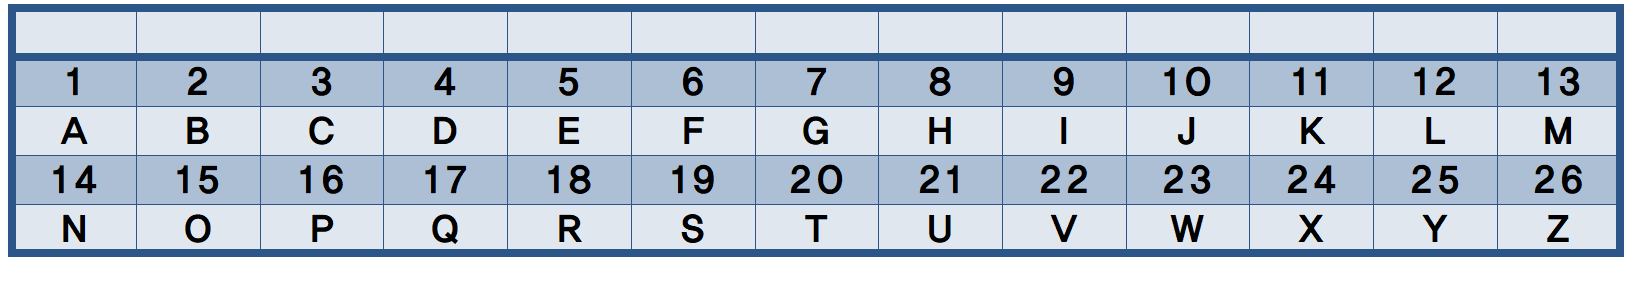 1 2 3 4 5 6 7 8 9 10 11 12 13
A B C D E F G H I J K L M
14 15 16 17 18 19 20 21 22 23 24 25 26
N O P Q R S T U V W X Y Z